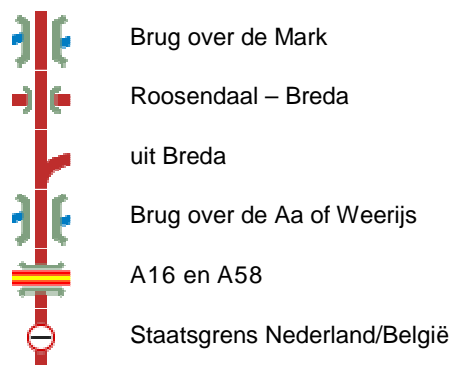 Brug over de Mark
Roosendaal – Breda
uit Breda
Brug over de Aa of Weerijs
A16 en A58
Staatsgrens Nederland/België